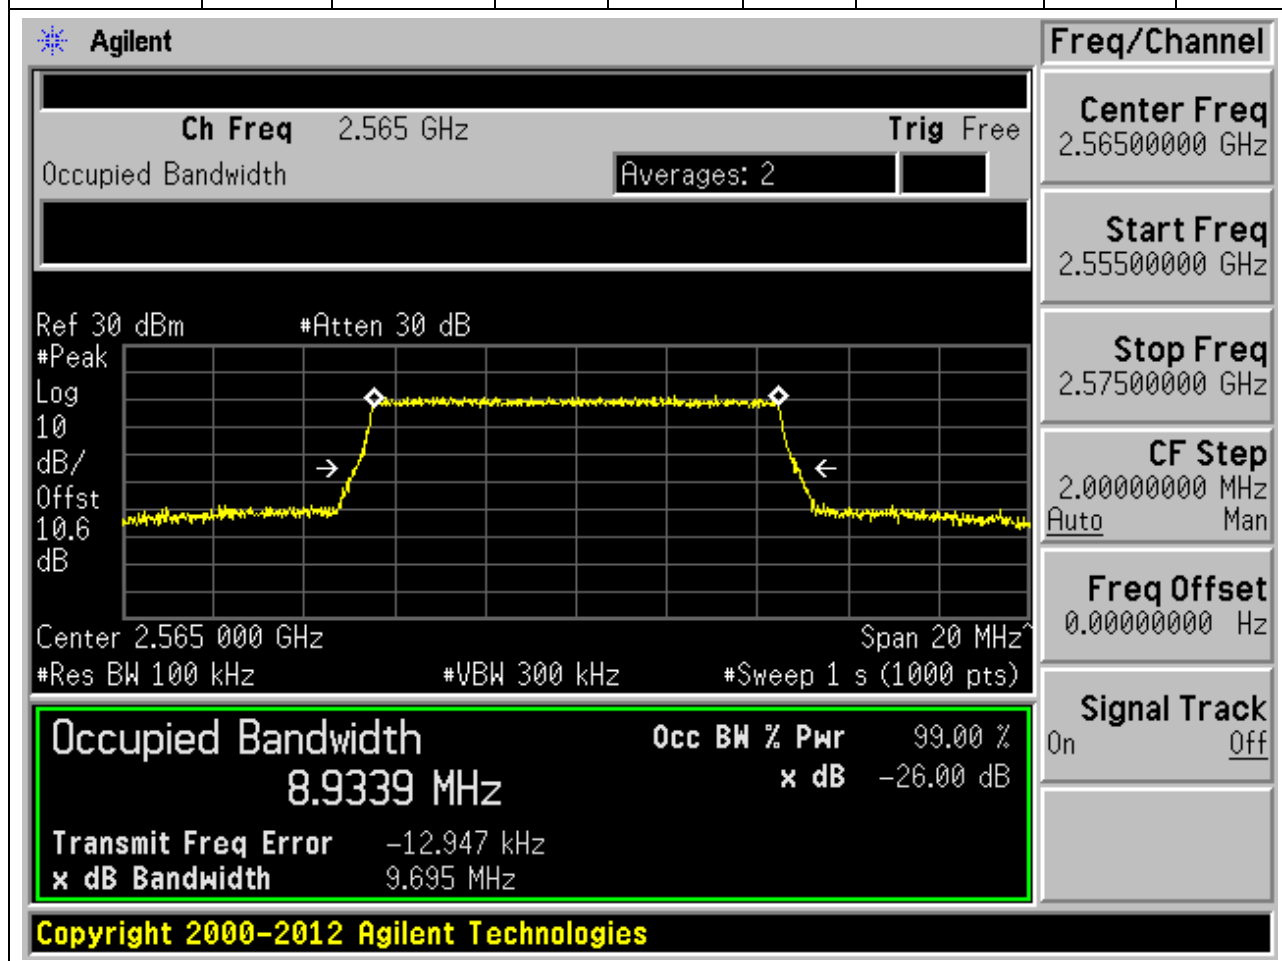 Agilent
Freq/Channel
Ch Freq 2.565 GHz Trig Free
Occupied Bandwidth Averages: 2
Center Freq
2.56500000 GHz
Start Freq
2.55500000 GHz
Stop Freq
2.57500000 GHz
CF Step
2.00000000 MHz
Auto Man
Freq Offset
0.00000000 Hz
Signal Track
On Off
Ref 30 dBm #Atten 30 dB
#Peak
Log
10
dB/
Offst
10.6
dB
Center 2.565 000 GHz Span 20 MHz^
#Res BW 100 kHz #VBW 300 kHz #Sweep 1 s (1000 pts)
Occupied Bandwidth Occ BW % Pwr 99.00 %
8.9339 MHz x dB -26.00 dB
Transmit Freq Error -12.947 kHz
x dB Bandwidth 9.695 MHz
Copyright 2000-2012 Agilent Technologies